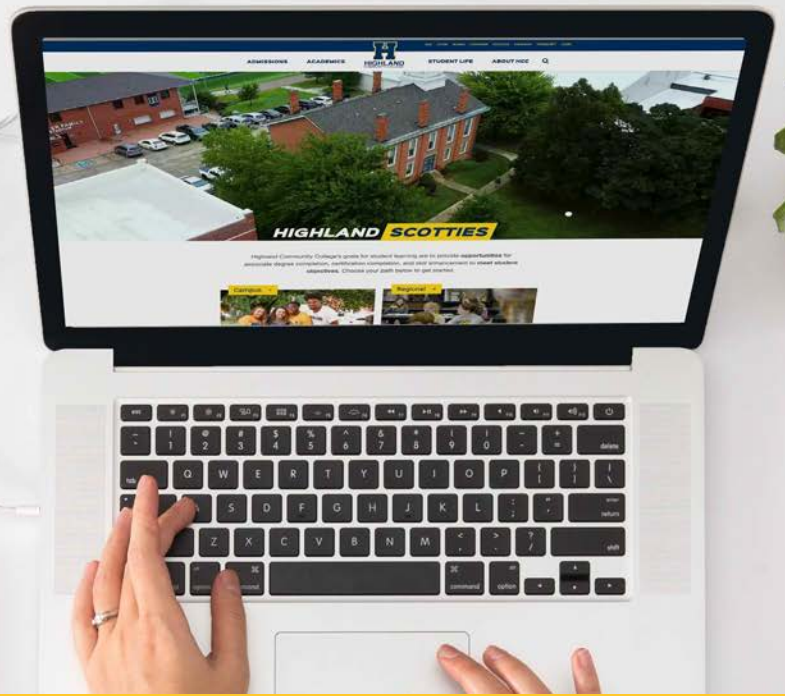 ADMISSIONS ACADEMICS HIGHLAND STUDENT LIFE ABOUT HCC
HIGHLAND SCOTTIES
Highland Community College's goals for student learning are to provide opportunities for
associate degree completion, certification completion, and skill enhancement to meet student
objectives. Choose your path below to get started.
Campus
Regional
esc
! @ # $ % ^ & * - +
1 2 3 4 5 6 7 8 9 0 - = delete
tab Q W E R T Y U I O P
A S D F G H J K L ; enter
return
Z X C V B N M < > ? shift
option command command option